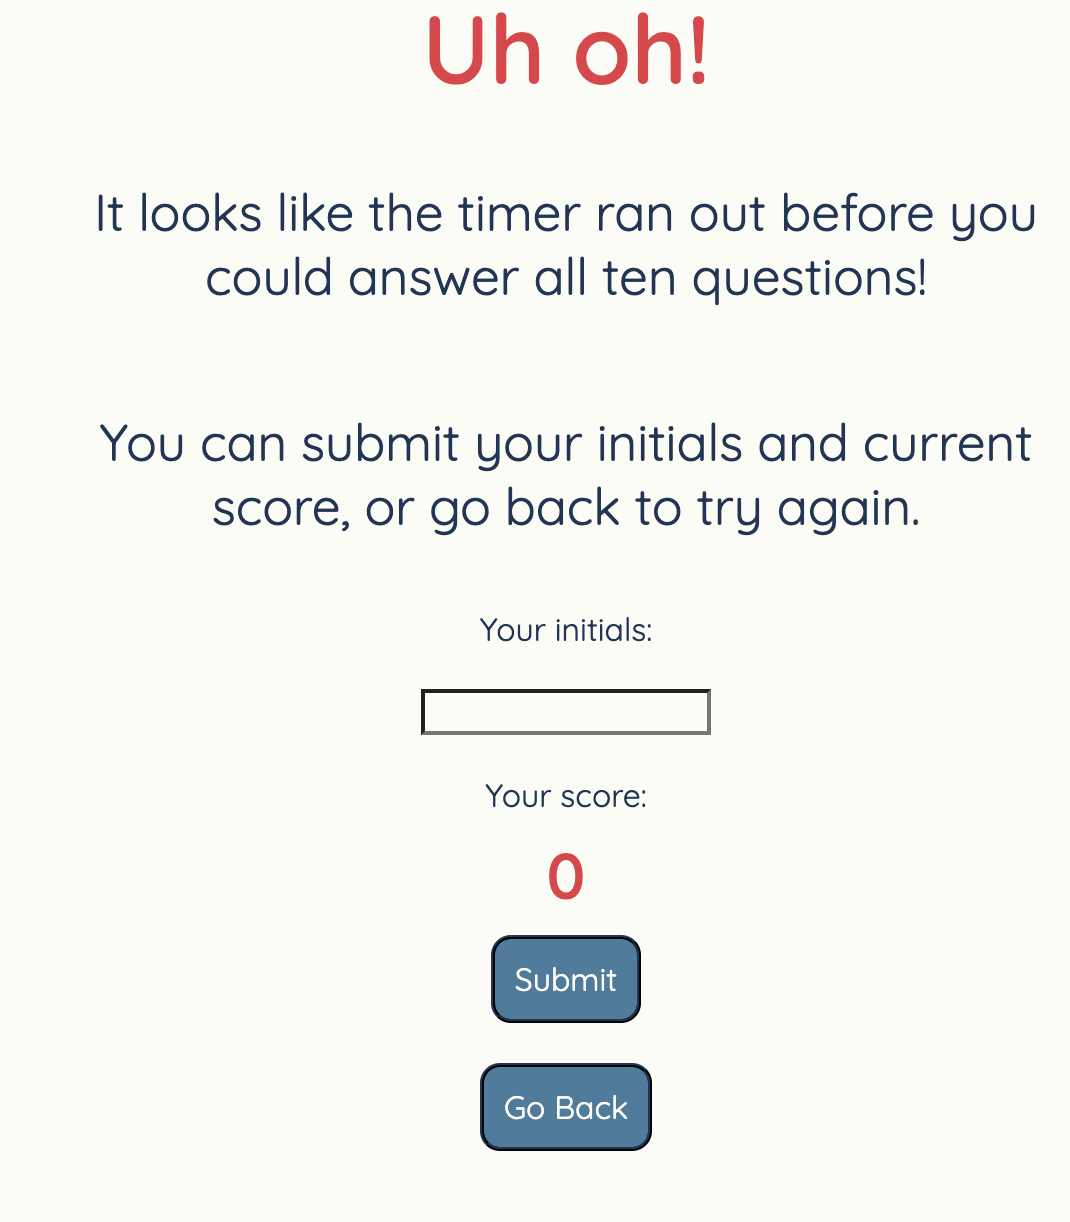 Uh oh!
It looks like the timer ran out before you
could answer all ten questions!
You can submit your initials and current
score, or go back to try again.
Your initials:
Your score:
0
Submit
Go Back